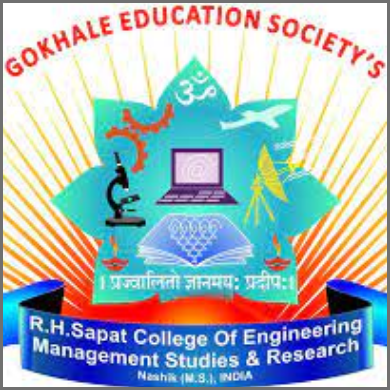 GOKHALE EDUCATION SOCIETY'S
ॐ
@
। प्रज्वालितो ज्ञानमयः प्रदीपः।
R.H.Sapat College Of Engineering
Management Studies & Research
Nashik (M.S.), INDIA